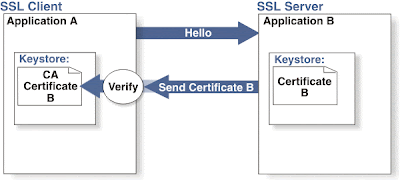 SSL Client
SSL Server
Application A
Application B
Hello
Keystore:
Keystore:
CA
Certificate
B
Verify
Send Certificate B
Certificate
B